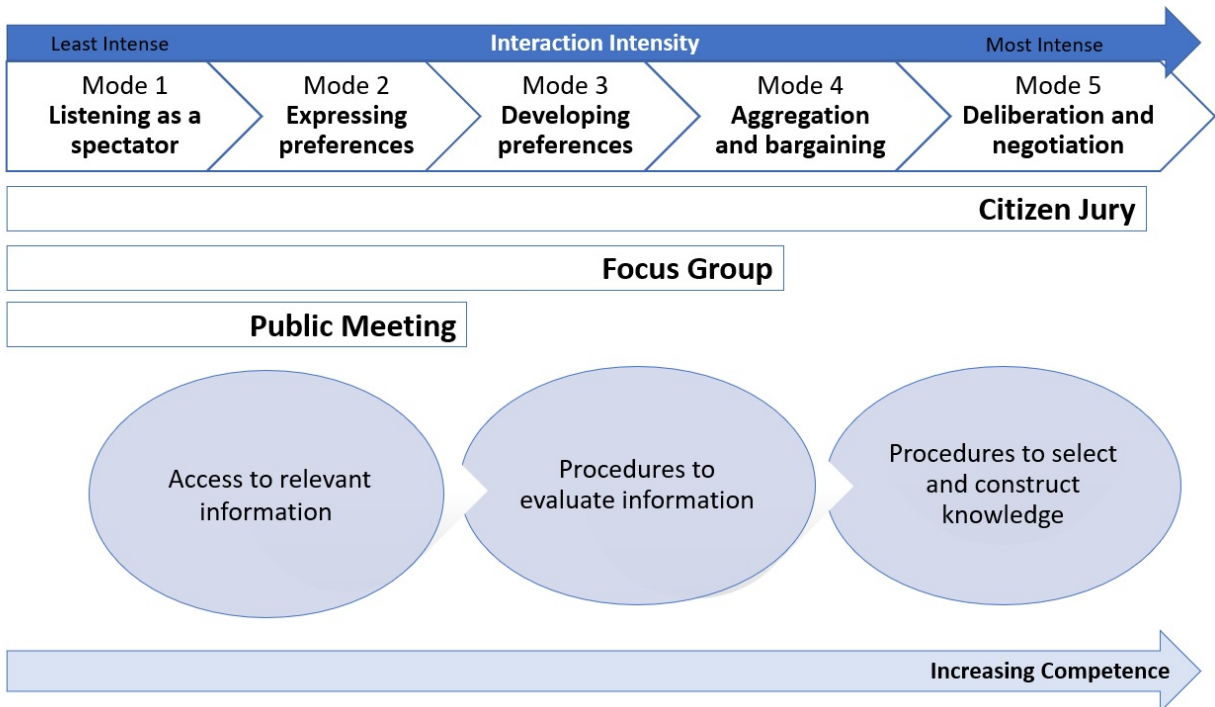 Least Intense
Interaction Intensity
Most Intense
Mode 1
Listening as a
spectator
Mode 2
Expressing
preferences
Mode 3
Developing
preferences
Mode 4
Aggregation
and bargaining
Mode 5
Deliberation and
negotiation
Citizen Jury
Focus Group
Public Meeting
Access to relevant
information
Procedures to
evaluate information
Procedures to select
and construct
knowledge
Increasing Competence